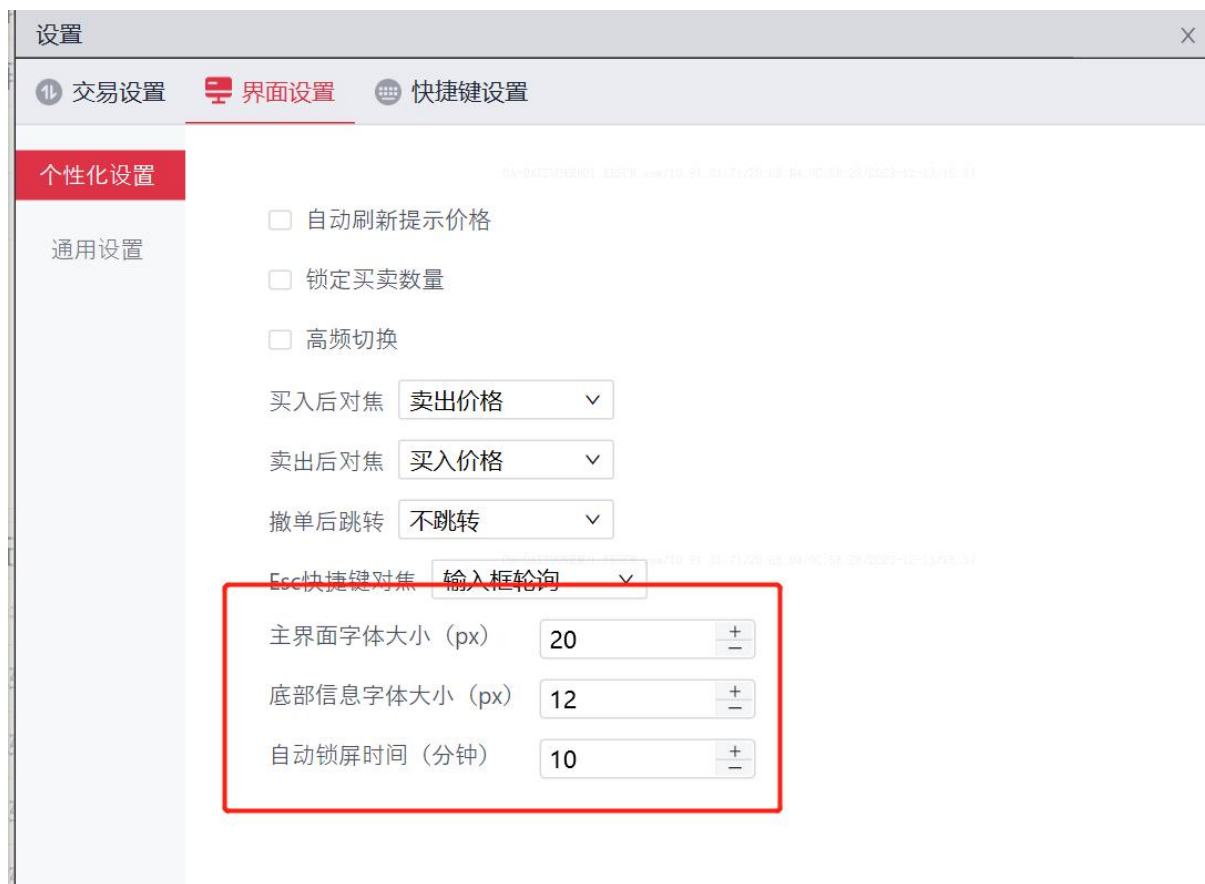 设置
交易设置 界面设置 快捷键设置
个性化设置
通用设置
自动刷新提示价格
锁定买卖数量
高频切换
买入后对焦 卖出价格
卖出后对焦 买入价格
撤单后跳转 不跳转
Esc快捷键对焦 输入框轮询
主界面字体大小（px） 20
底部信息字体大小（px） 12
自动锁屏时间（分钟） 10